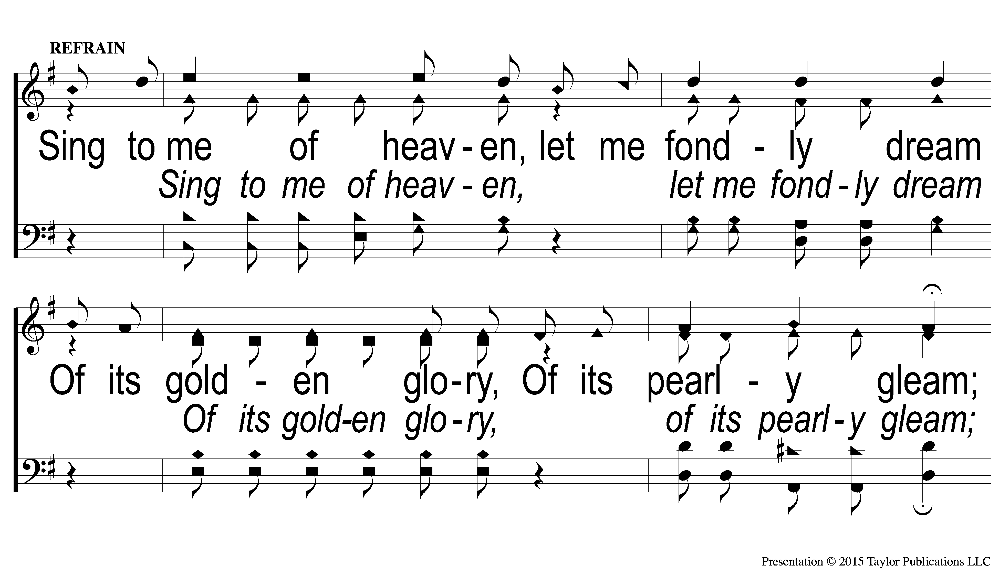 REFRAIN
Sing to me of heav - en, let me fond - ly dream
Sing to me of heav - en, let me fond - ly dream
Of its gold - en glo - ry, Of its pearl - y gleam;
Of its gold-en glo - ry, of its pearl - y gleam;
Presentation © 2015 Taylor Publications LLC